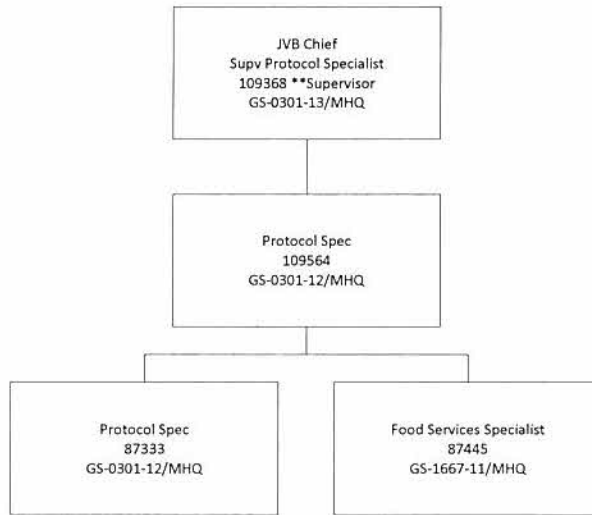 JVB Chief
Supv Protocol Specialist
109368 **Supervisor
GS-0301-13/MHQ
Protocol Spec
109564
GS-0301-12/MHQ
Protocol Spec
87333
GS-0301-12/MHQ
Food Services Specialist
87445
GS-1667-11/MHQ